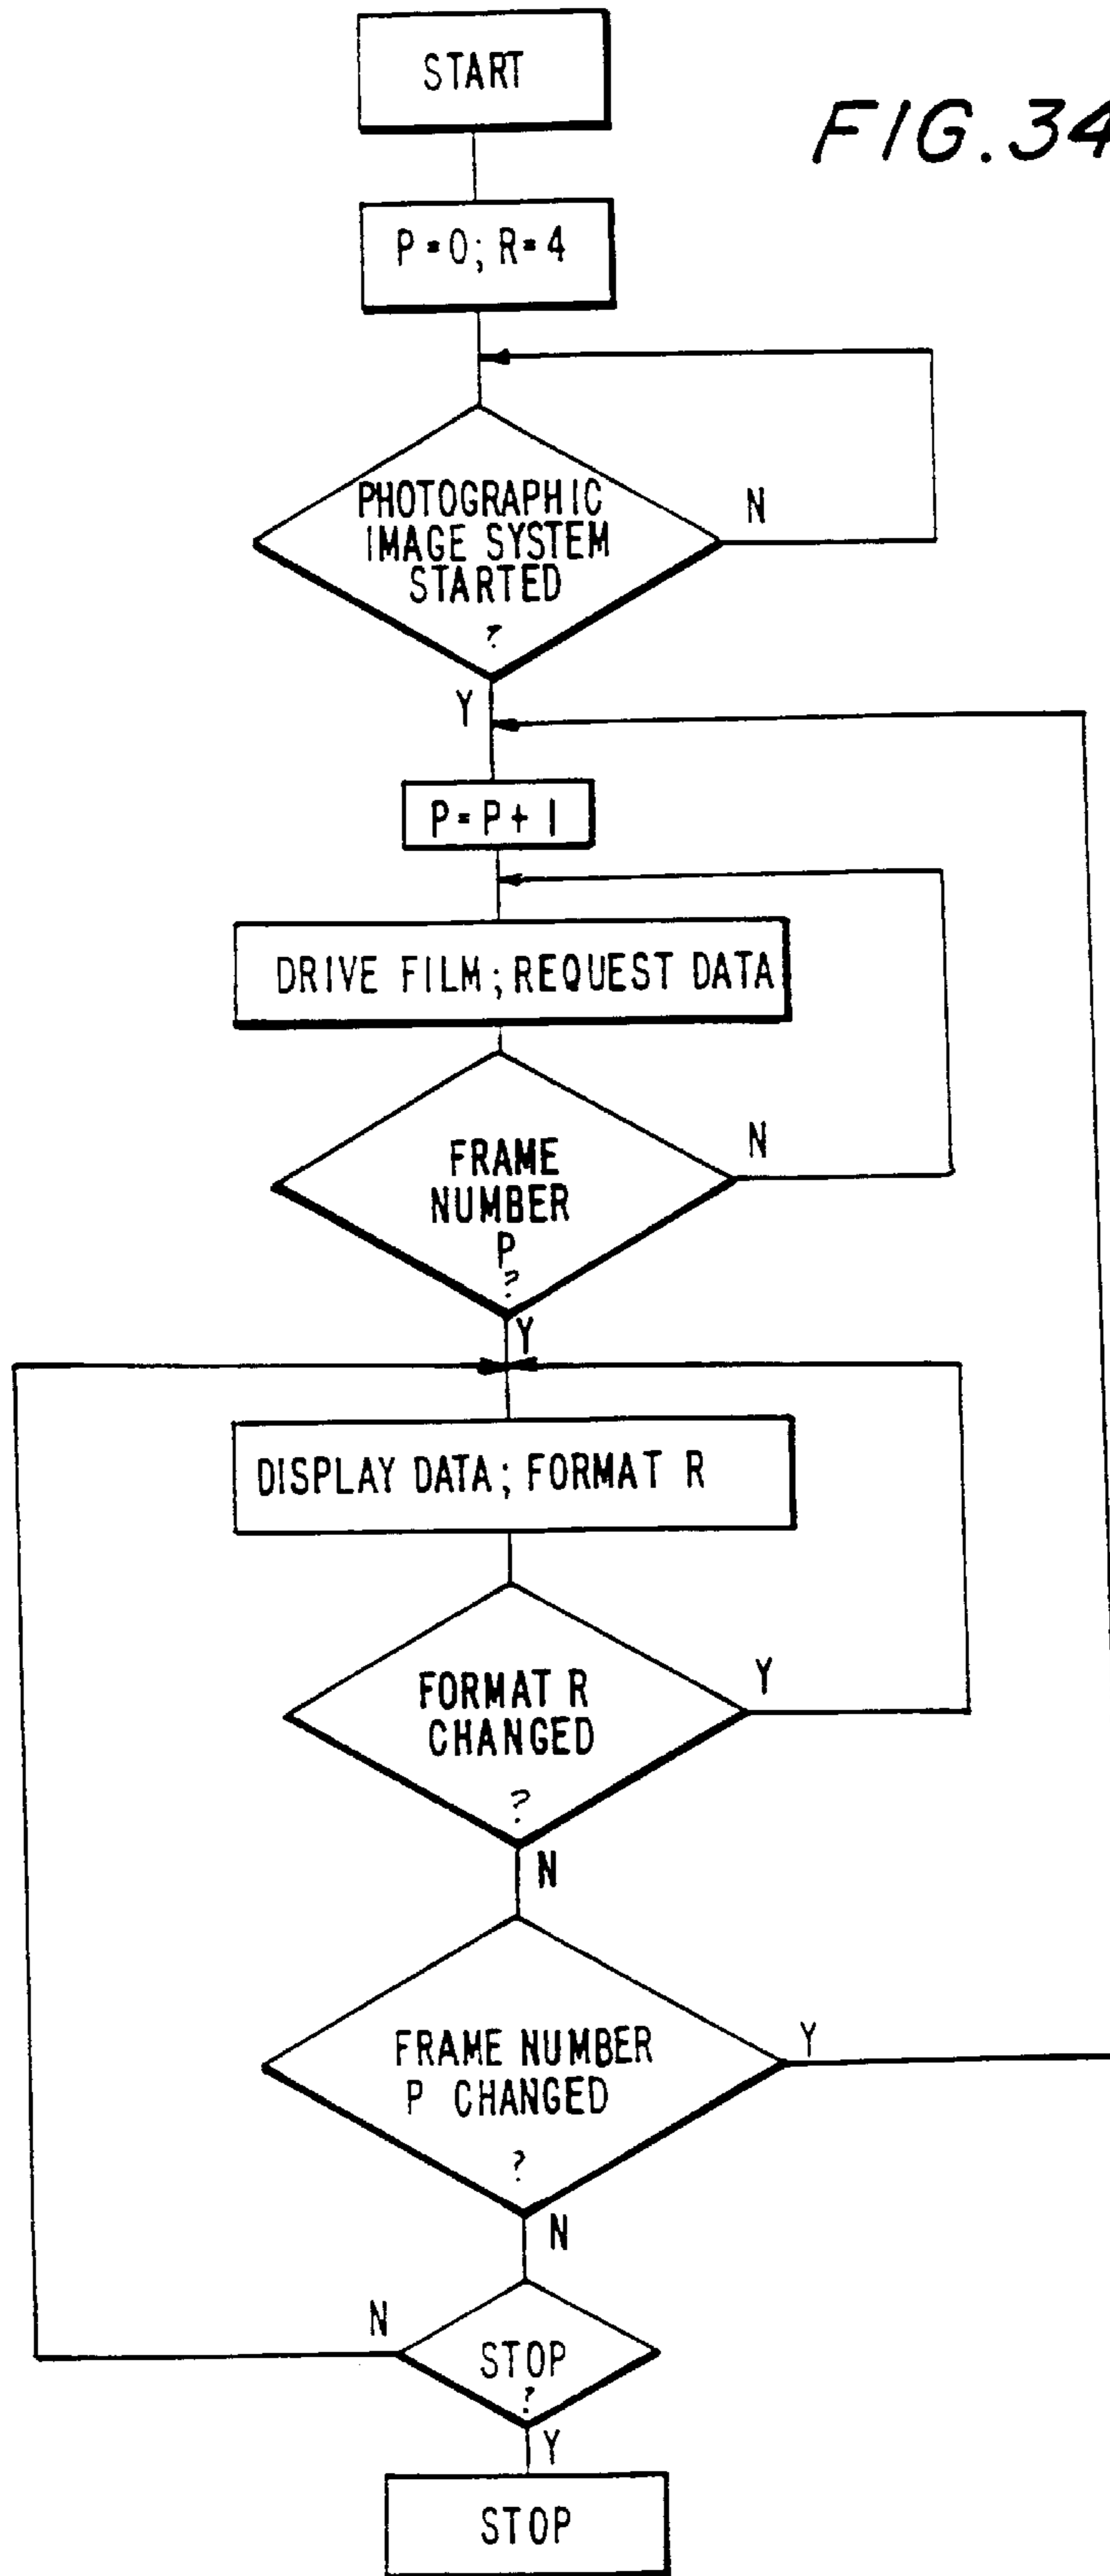 START
FIG.34
P=0; R=4
PHOTOGRAPHIC
IMAGE SYSTEM
STARTED
?
N
Y
P=P+1
DRIVE FILM; REQUEST DATA
FRAME
NUMBER
P
?
N
Y
DISPLAY DATA; FORMAT R
FORMAT R
CHANGED
?
Y
N
FRAME NUMBER
P CHANGED
?
Y
N
STOP
?
N
Y
STOP